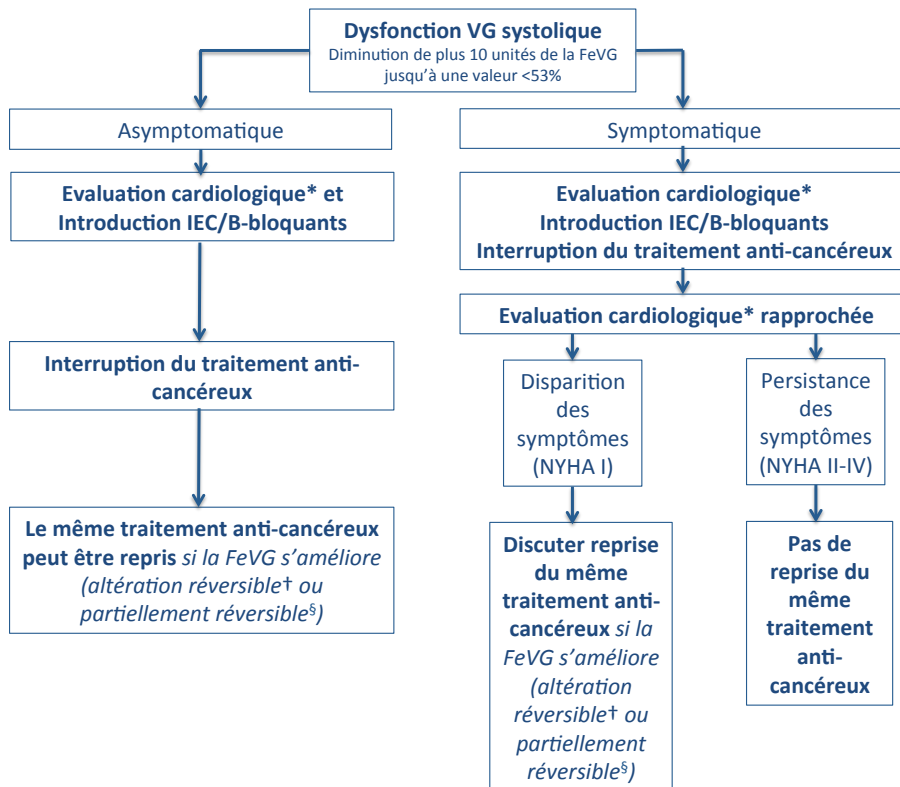 Dysfonction VG systolique
Diminution de plus 10 unités de la FeVG
jusqu'à une valeur <53%
Asymptomatique
Symptomatique
Evaluation cardiologique* et
Introduction IEC/B-bloquants
Evaluation cardiologique*
Introduction IEC/B-bloquants
Interruption du traitement anti-cancéreux
Evaluation cardiologique* rapprochée
Interruption du traitement anti-
cancéreux
Disparition
des
symptômes
(NYHA I)
Persistance
des
symptômes
(NYHA II-IV)
Le même traitement anti-cancéreux
peut être repris si la FeVG s'améliore
(altération réversible† ou
partiellement réversible§)
Discuter reprise
du même
traitement anti-
cancéreux si la
FeVG s'améliore
(altération
réversible† ou
partiellement
réversible§)
Pas de
reprise du
même
traitement
anti-
cancéreux